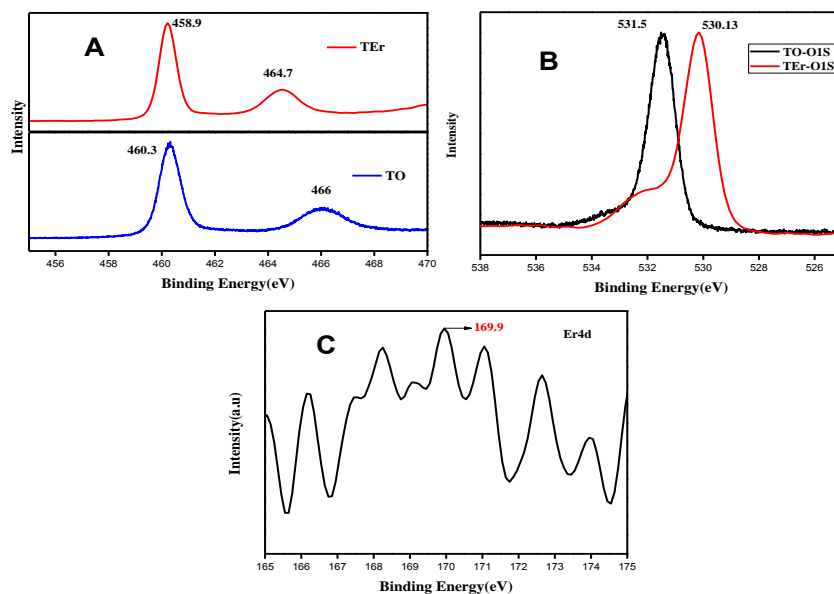 A
458.9
TEr
464.7
460.3
TO
466
Intensity
456 458 460 462 464 466 468 470
Binding Energy(eV)
B
531.5
530.13
TO-O1S
TEr-O1S
Intensity
538 536 534 532 530 528 526
Binding Energy(eV)
C
169.9
Er4d
Intensity(a.u)
165 166 167 168 169 170 171 172 173 174 175
Binding Energy(eV)